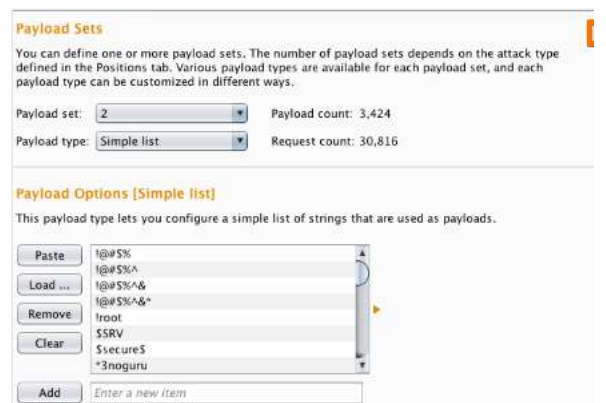 Payload Sets
You can define one or more payload sets. The number of payload sets depends on the attack type
defined in the Positions tab. Various payload types are available for each payload set, and each
payload type can be customized in different ways.
Payload set: 2 Payload count: 3,424
Payload type: Simple list Request count: 30,816
Payload Options [Simple list]
This payload type lets you configure a simple list of strings that are used as payloads.
Paste
Load ...
Remove
Clear
!@#$%
!@#$%^
!@#$%^&
!@#$%^&*
!root
$SRV
$secure$
*3noguru
Add Enter a new item